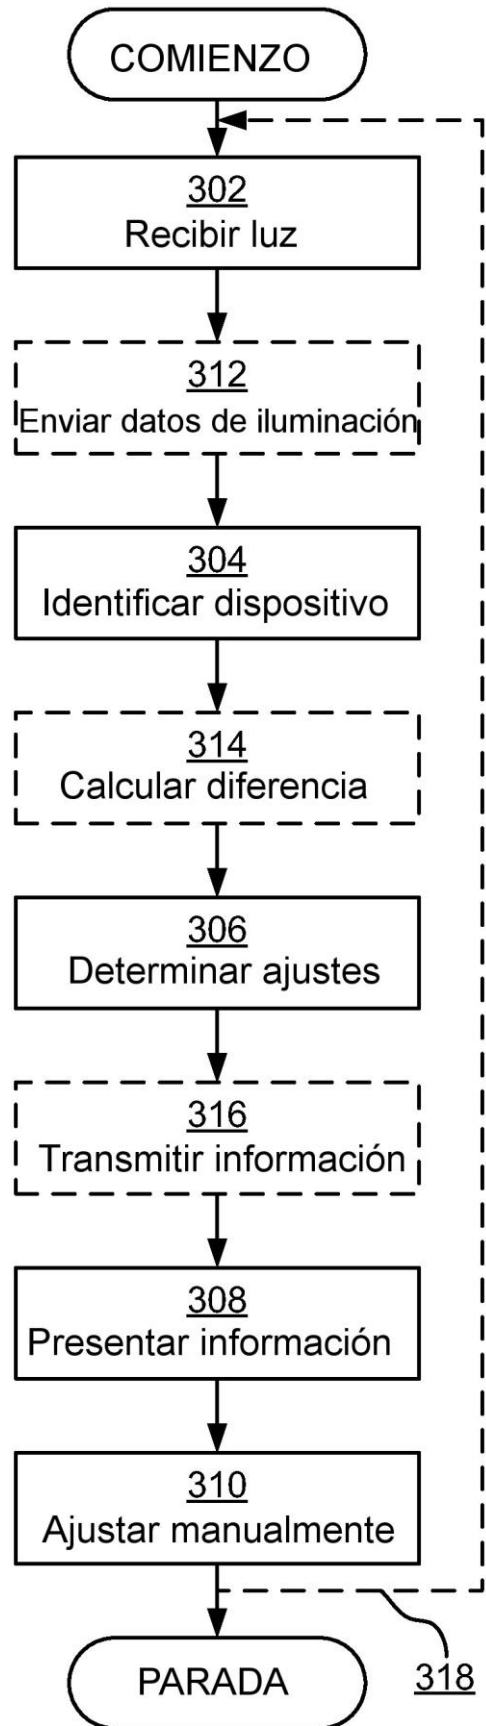 COMIENZO
302
Recibir luz
312
Enviar datos de iluminación
304
Identificar dispositivo
314
Calcular diferencia
306
Determinar ajustes
316
Transmitir información
308
Presentar información
310
Ajustar manualmente
PARADA
318